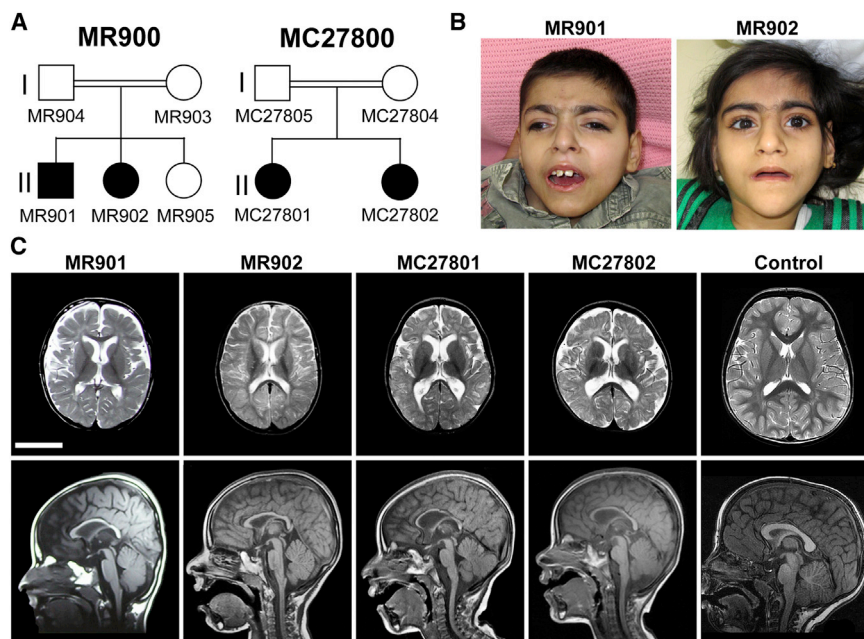 A
MR900
MC27800
B
MR901
MR902
I
MR904
MR903
I
MC27805
MC27804
II
MR901
MR902
MR905
II
MC27801
MC27802
C
MR901
MR902
MC27801
MC27802
Control